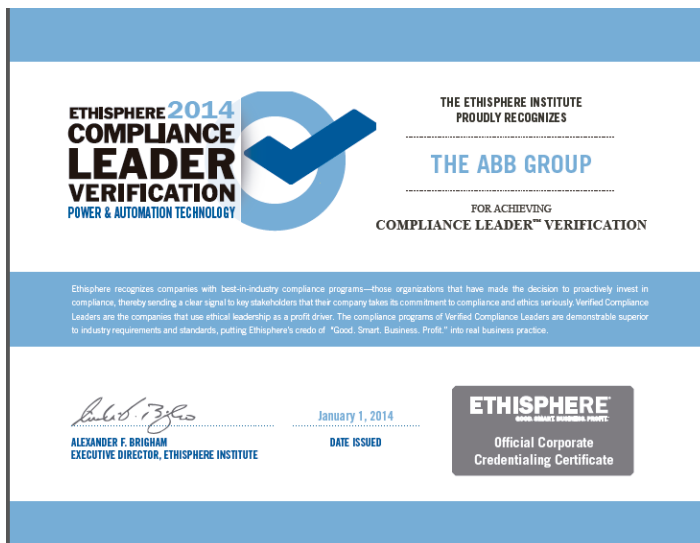 ETHISPHERE 2014
COMPLIANCE
LEADER
VERIFICATION
POWER & AUTOMATION TECHNOLOGY
THE ETHISPHERE INSTITUTE
PROUDLY RECOGNIZES
THE ABB GROUP
FOR ACHIEVING
COMPLIANCE LEADER™ VERIFICATION
Ethisphere recognizes companies with best-in-industry compliance programs—those organizations that have made the decision to proactively invest in
compliance, thereby sending a clear signal to key stakeholders that their company takes its commitment to compliance and ethics seriously. Verified Compliance
Leaders are the companies that use ethical leadership as a profit driver. The compliance programs of Verified Compliance Leaders are demonstrable superior
to industry requirements and standards, putting Ethisphere's credo of "Good. Smart. Business. Profit." into real business practice.
ALEXANDER F. BRIGHAM
EXECUTIVE DIRECTOR, ETHISPHERE INSTITUTE
January 1, 2014
DATE ISSUED
ETHISPHERE
GOOD. SMART. BUSINESS. PROFIT.
Official Corporate
Credentialing Certificate